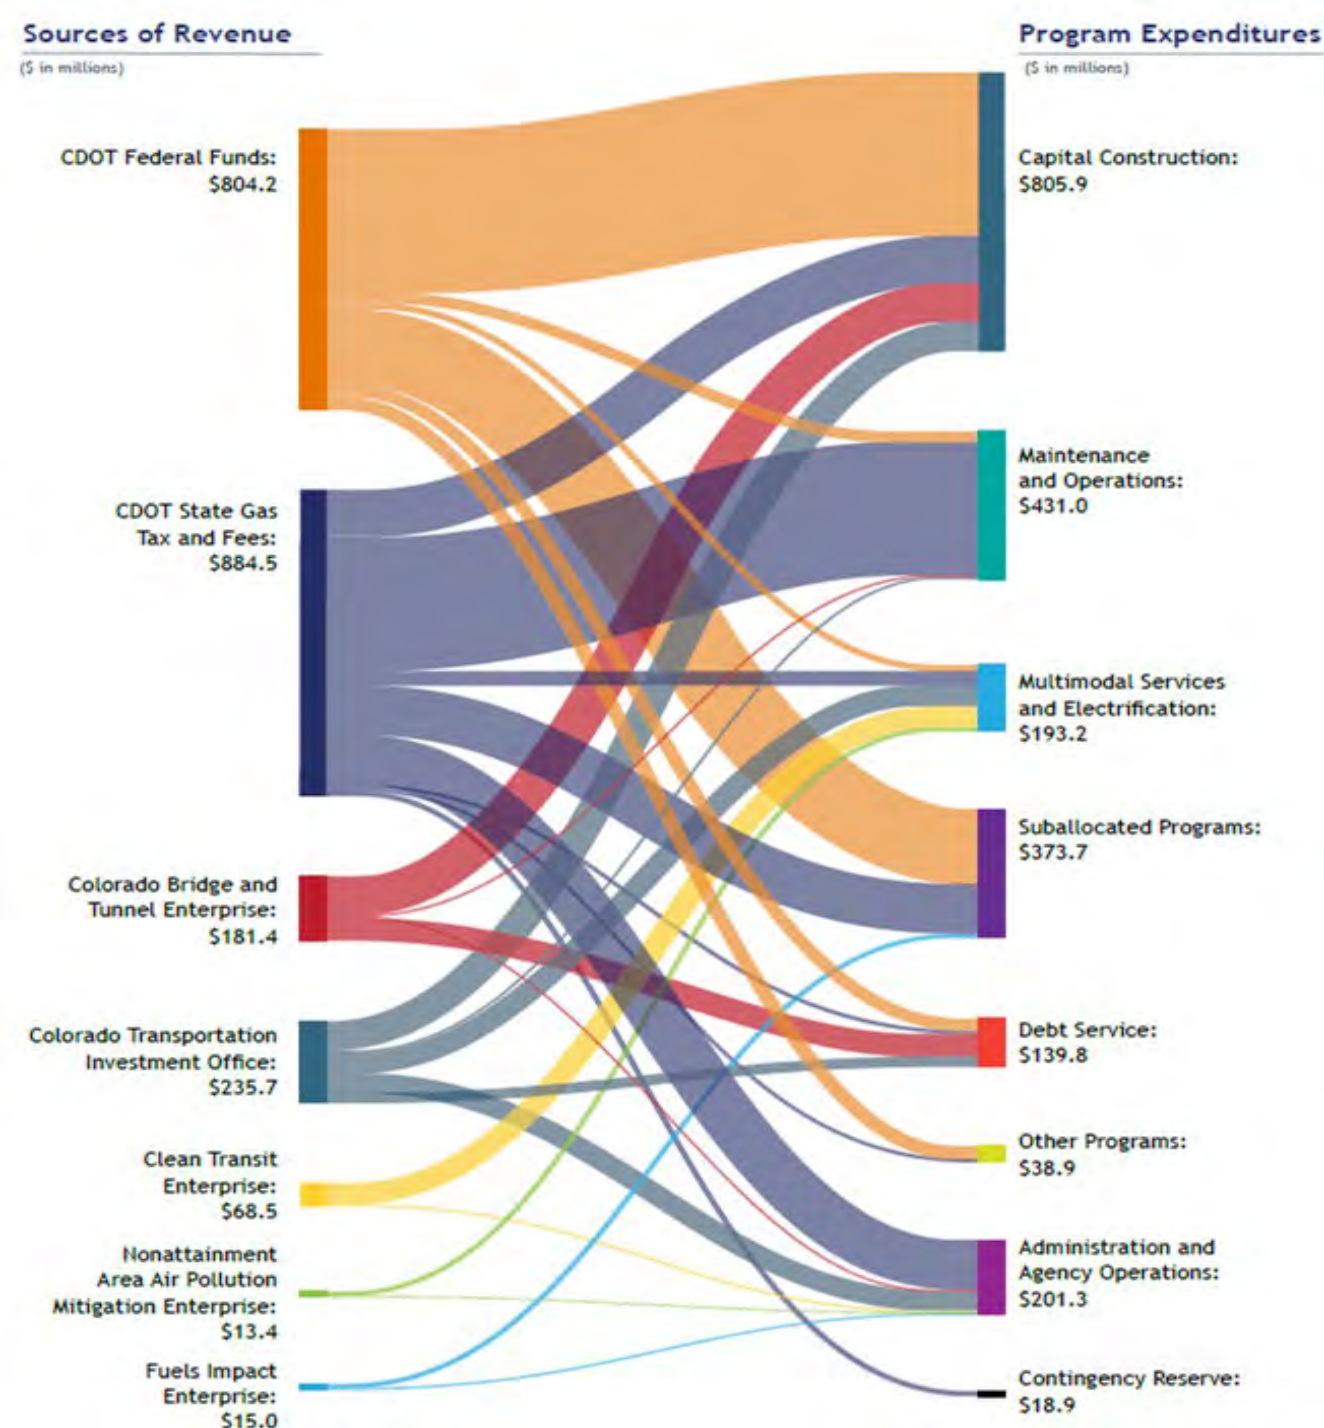 Sources of Revenue
($ in millions)
CDOT Federal Funds:
$804.2
CDOT State Gas
Tax and Fees:
$884.5
Colorado Bridge and
Tunnel Enterprise:
$181.4
Colorado Transportation
Investment Office:
$235.7
Clean Transit
Enterprise:
$68.5
Nonattainment
Area Air Pollution
Mitigation Enterprise:
$13.4
Fuels Impact
Enterprise:
$15.0
Program Expenditures
($ in millions)
Capital Construction:
$805.9
Maintenance
and Operations:
$431.0
Multimodal Services
and Electrification:
$193.2
Suballocated Programs:
$373.7
Debt Service:
$139.8
Other Programs:
$38.9
Administration and
Agency Operations:
$201.3
Contingency Reserve:
$18.9